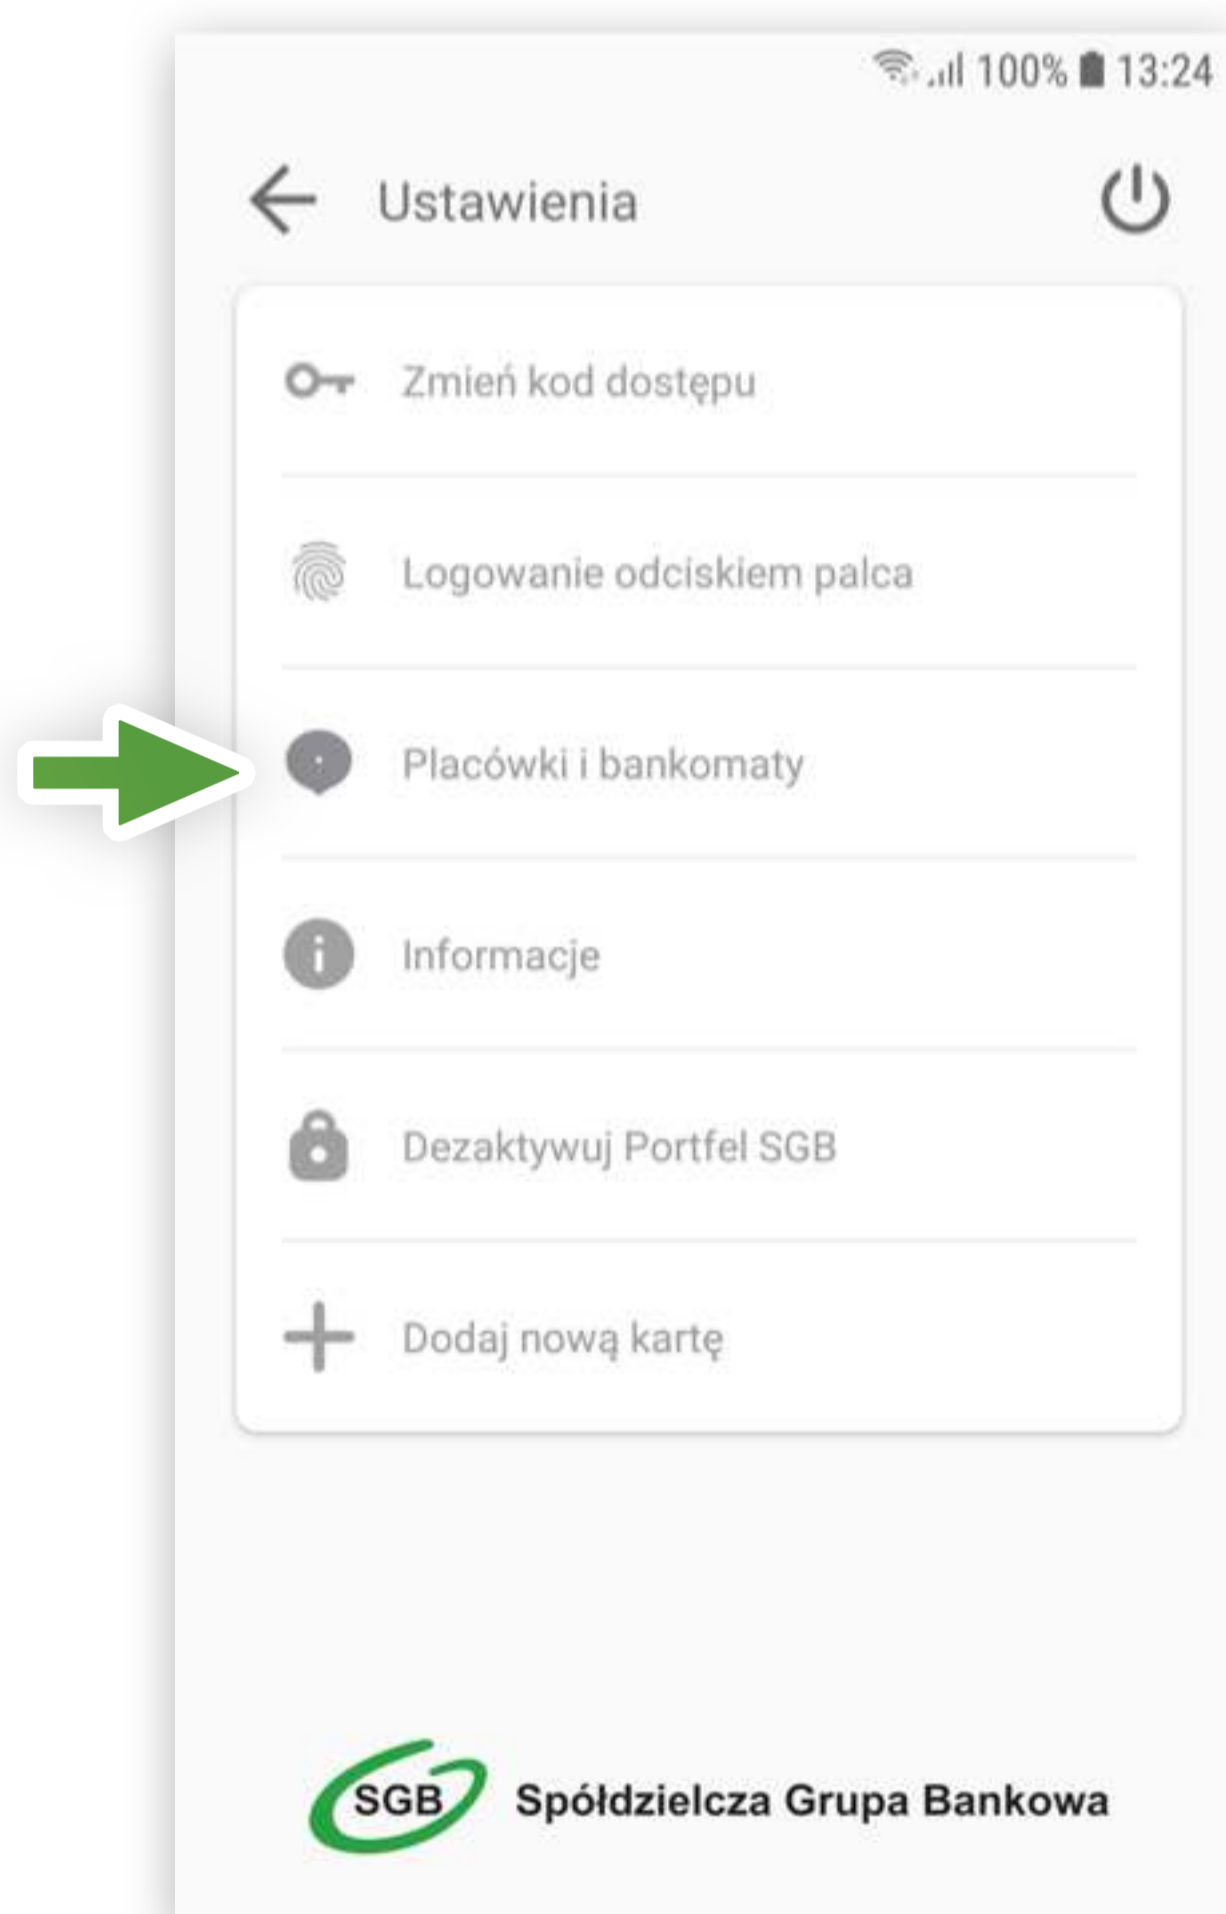 100% 13:24
Ustawienia
Zmień kod dostępu
Logowanie odciskiem palca
Placówki i bankomaty
Informacje
Dezaktywuj Portfel SGB
Dodaj nową kartę
SGB Spółdzielcza Grupa Bankowa